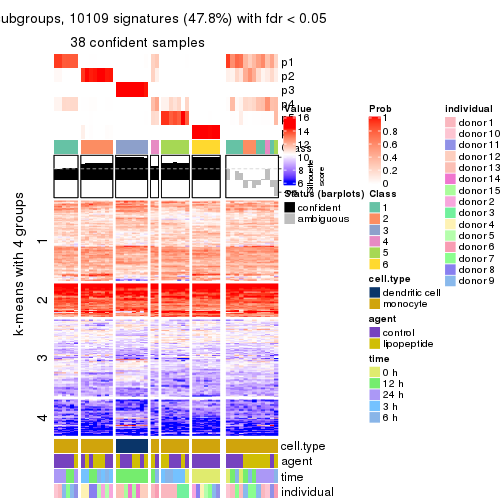 subgroups, 10109 signatures (47.8%) with fdr < 0.05
38 confident samples
p1
p2
p3
p4
p5
Class
Silhouette score
k-means with 4 groups
1
2
3
4
cell.type
agent
time
individual
Value
16
14
12
10
8
6
Status (barplots)
confident
ambiguous
Prob
1
0.8
0.6
0.4
0.2
0
Class
1
2
3
4
5
6
cell.type
dendritic cell
monocyte
agent
control
lipopeptide
time
0 h
12 h
24 h
3 h
6 h
individual
donor 1
donor 10
donor 11
donor 12
donor 13
donor 14
donor 15
donor 2
donor 3
donor 4
donor 5
donor 6
donor 7
donor 8
donor 9